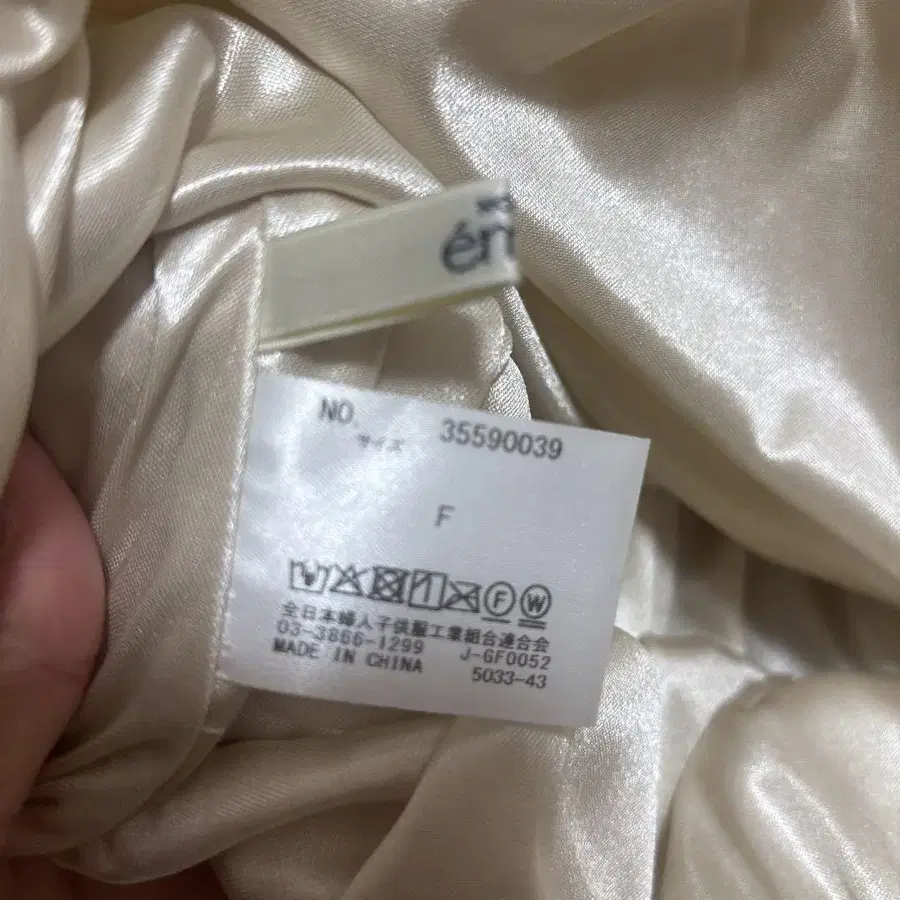 én
NO. 35590039
サイズ
F
F W
全日本婦人子供服工業組合連合会
03-3866-1299 J-GF0052
MADE IN CHINA 5033-43